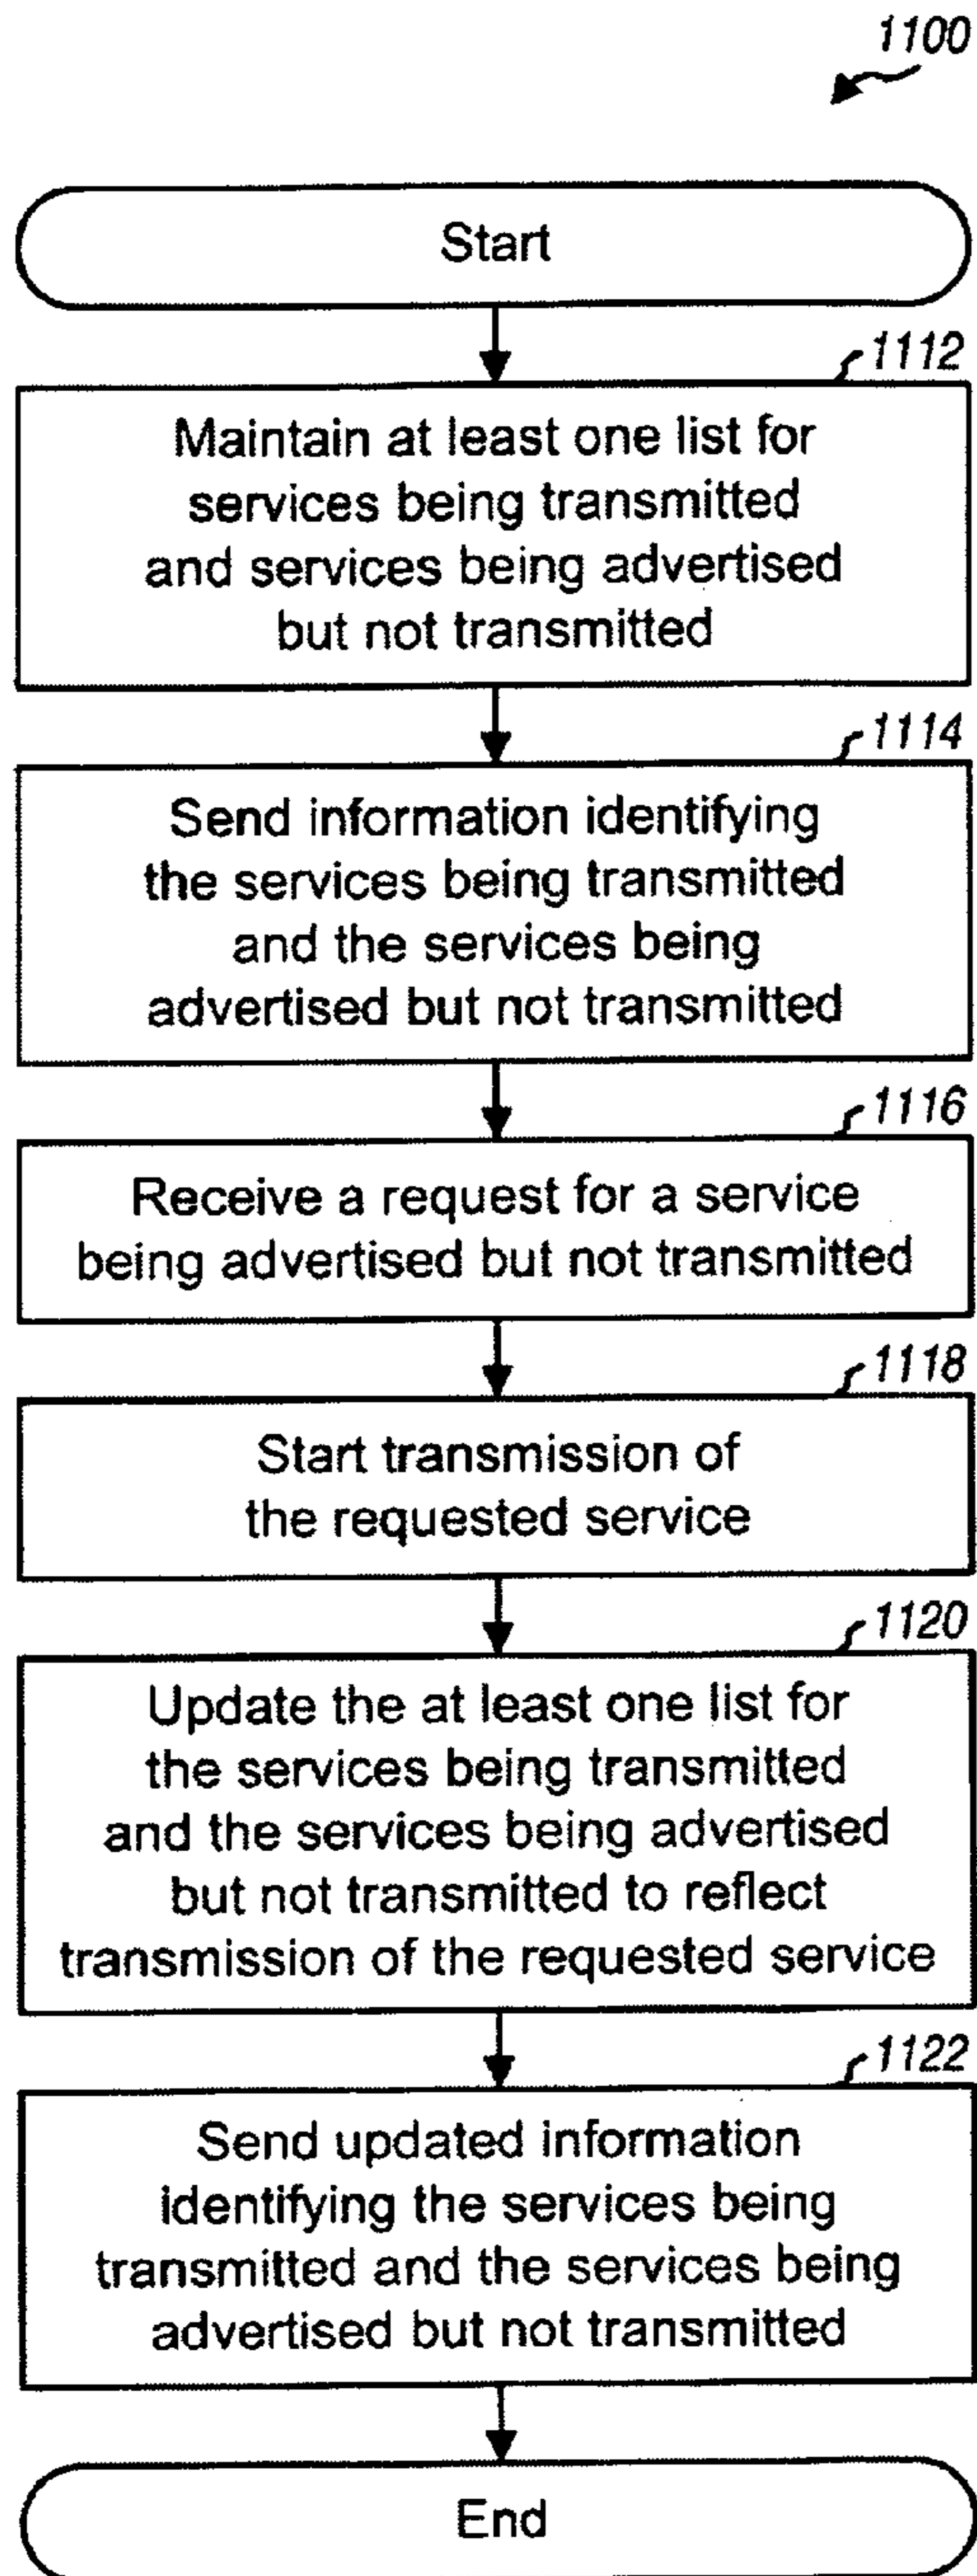 1100
Start
1112
Maintain at least one list for
services being transmitted
and services being advertised
but not transmitted
1114
Send information identifying
the services being transmitted
and the services being
advertised but not transmitted
1116
Receive a request for a service
being advertised but not transmitted
1118
Start transmission of
the requested service
1120
Update the at least one list for
the services being transmitted
and the services being advertised
but not transmitted to reflect
transmission of the requested service
1122
Send updated information
identifying the services being
transmitted and the services being
advertised but not transmitted
End